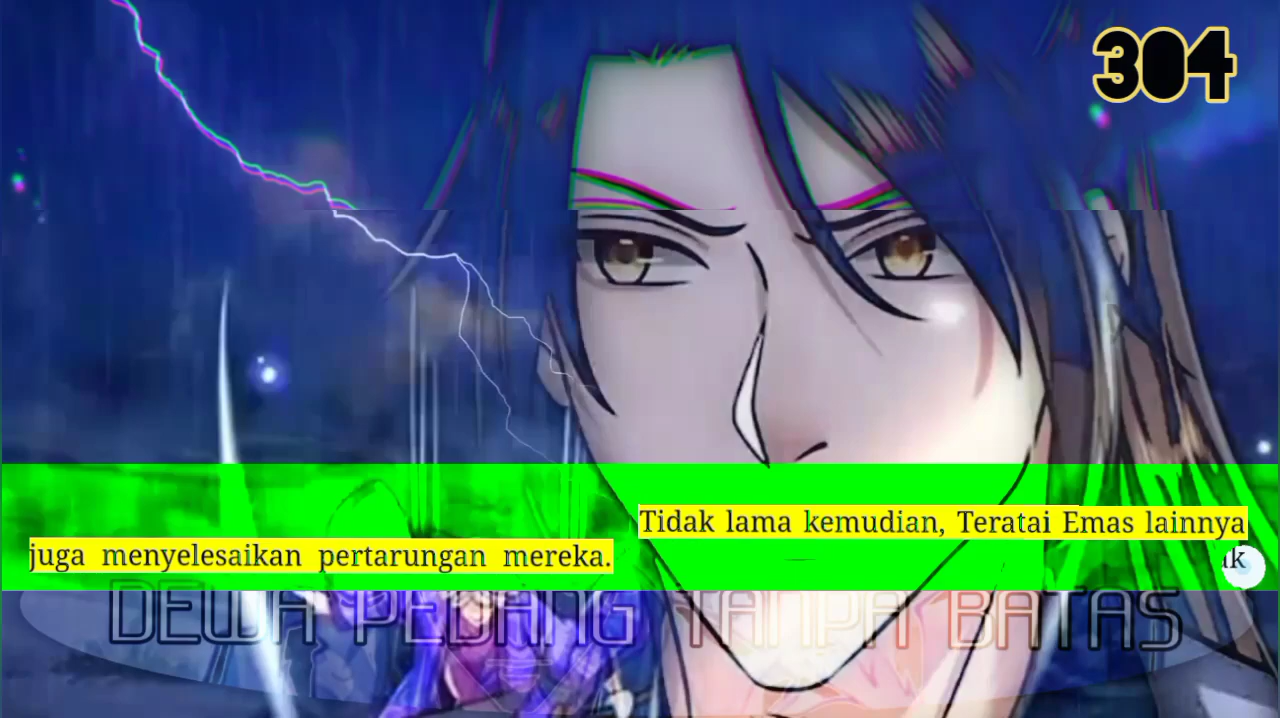 304
Tidak lama kemudian, Teratai Emas lainnya
juga menyelesaikan pertarungan mereka.
DEWA PEDANG TANPA BATAS